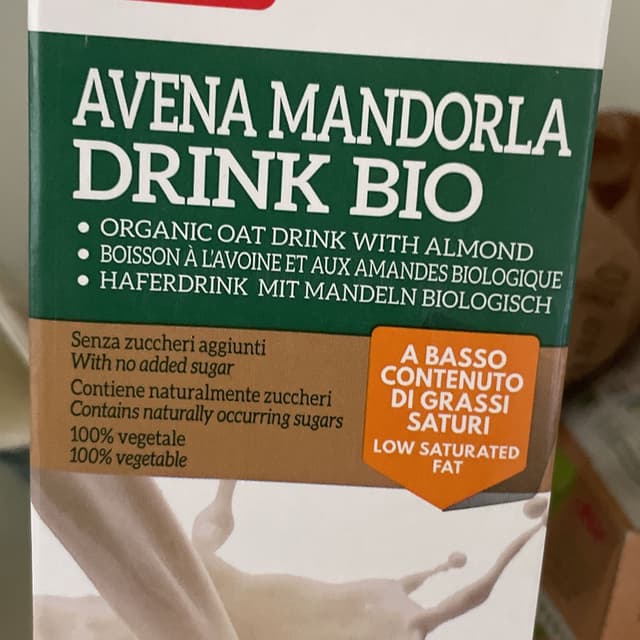 AVENA MANDORLA
DRINK BIO
• ORGANIC OAT DRINK WITH ALMOND
• BOISSON À L'AVOINE ET AUX AMANDES BIOLOGIQUE
• HAFERDRINK MIT MANDELN BIOLOGISCH
Senza zuccheri aggiunti
With no added sugar
Contiene naturalmente zuccheri
Contains naturally occurring sugars
100% vegetale
100% vegetable
A BASSO
CONTENUTO
DI GRASSI
SATURI
LOW SATURATED
FAT